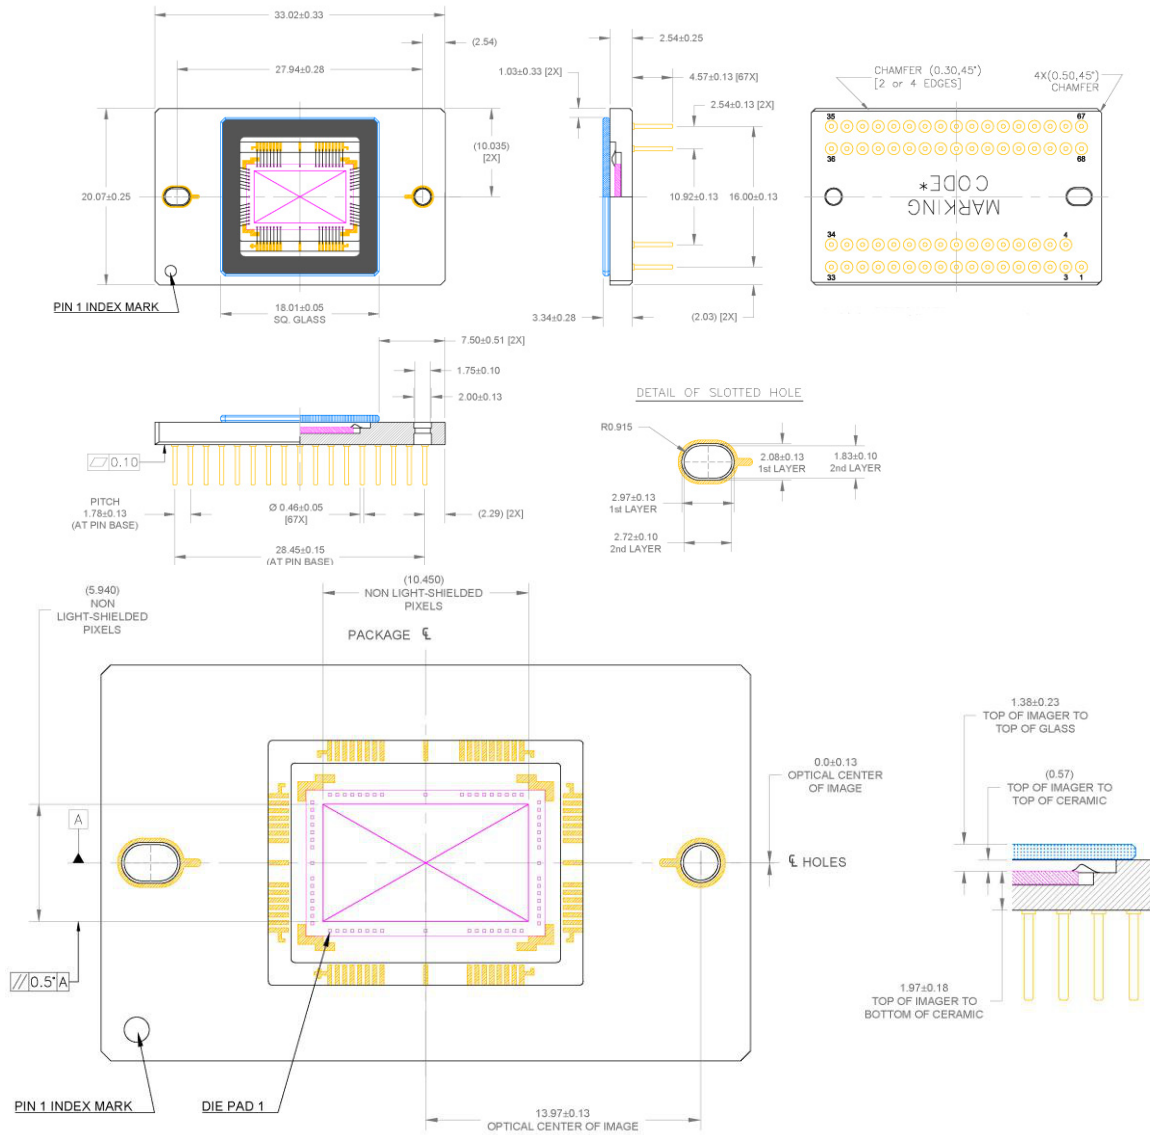 33.02±0.33
(2.54)
27.94±0.28
20.07±0.25
(10.035)
[2X]
PIN 1 INDEX MARK
18.01±0.05
SQ. GLASS
2.54±0.25
1.03±0.33 [2X]
4.57±0.13 [67X]
2.54±0.13 [2X]
10.92±0.13
16.00±0.13
3.34±0.28
(2.03) [2X]
CHAMFER (0.30,45°)
[2 or 4 EDGES]
4X(0.50,45°)
CHAMFER
35
67
36
68
MARKING
CODE*
34
4
33
3
1
7.50±0.51 [2X]
1.75±0.10
2.00±0.13
0.10
PITCH
1.78±0.13
(AT PIN BASE)
Ø 0.46±0.05
[67X]
(2.29) [2X]
28.45±0.15
(AT PIN BASE)
DETAIL OF SLOTTED HOLE
R0.915
2.08±0.13
1st LAYER
1.83±0.10
2nd LAYER
2.97±0.13
1st LAYER
2.72±0.10
2nd LAYER
(5.940)
NON
LIGHT-SHIELDED
PIXELS
(10.450)
NON LIGHT-SHIELDED
PIXELS
PACKAGE ℄
0.0±0.13
OPTICAL CENTER
OF IMAGE
A
℄ HOLES
// 0.5° A
PIN 1 INDEX MARK
DIE PAD 1
13.97±0.13
OPTICAL CENTER OF IMAGE
1.38±0.23
TOP OF IMAGER TO
TOP OF GLASS
(0.57)
TOP OF IMAGER TO
TOP OF CERAMIC
1.97±0.18
TOP OF IMAGER TO
BOTTOM OF CERAMIC